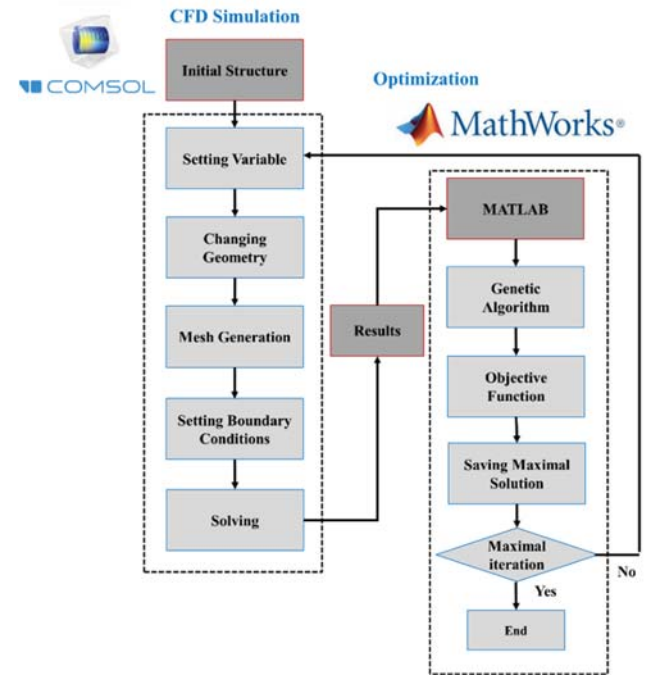 CFD Simulation
COMSOL
Initial Structure
Setting Variable
Changing
Geometry
Mesh Generation
Setting Boundary
Conditions
Solving
Results
Optimization
MathWorks®
MATLAB
Genetic
Algorithm
Objective
Function
Saving Maximal
Solution
Maximal
iteration
No
Yes
End